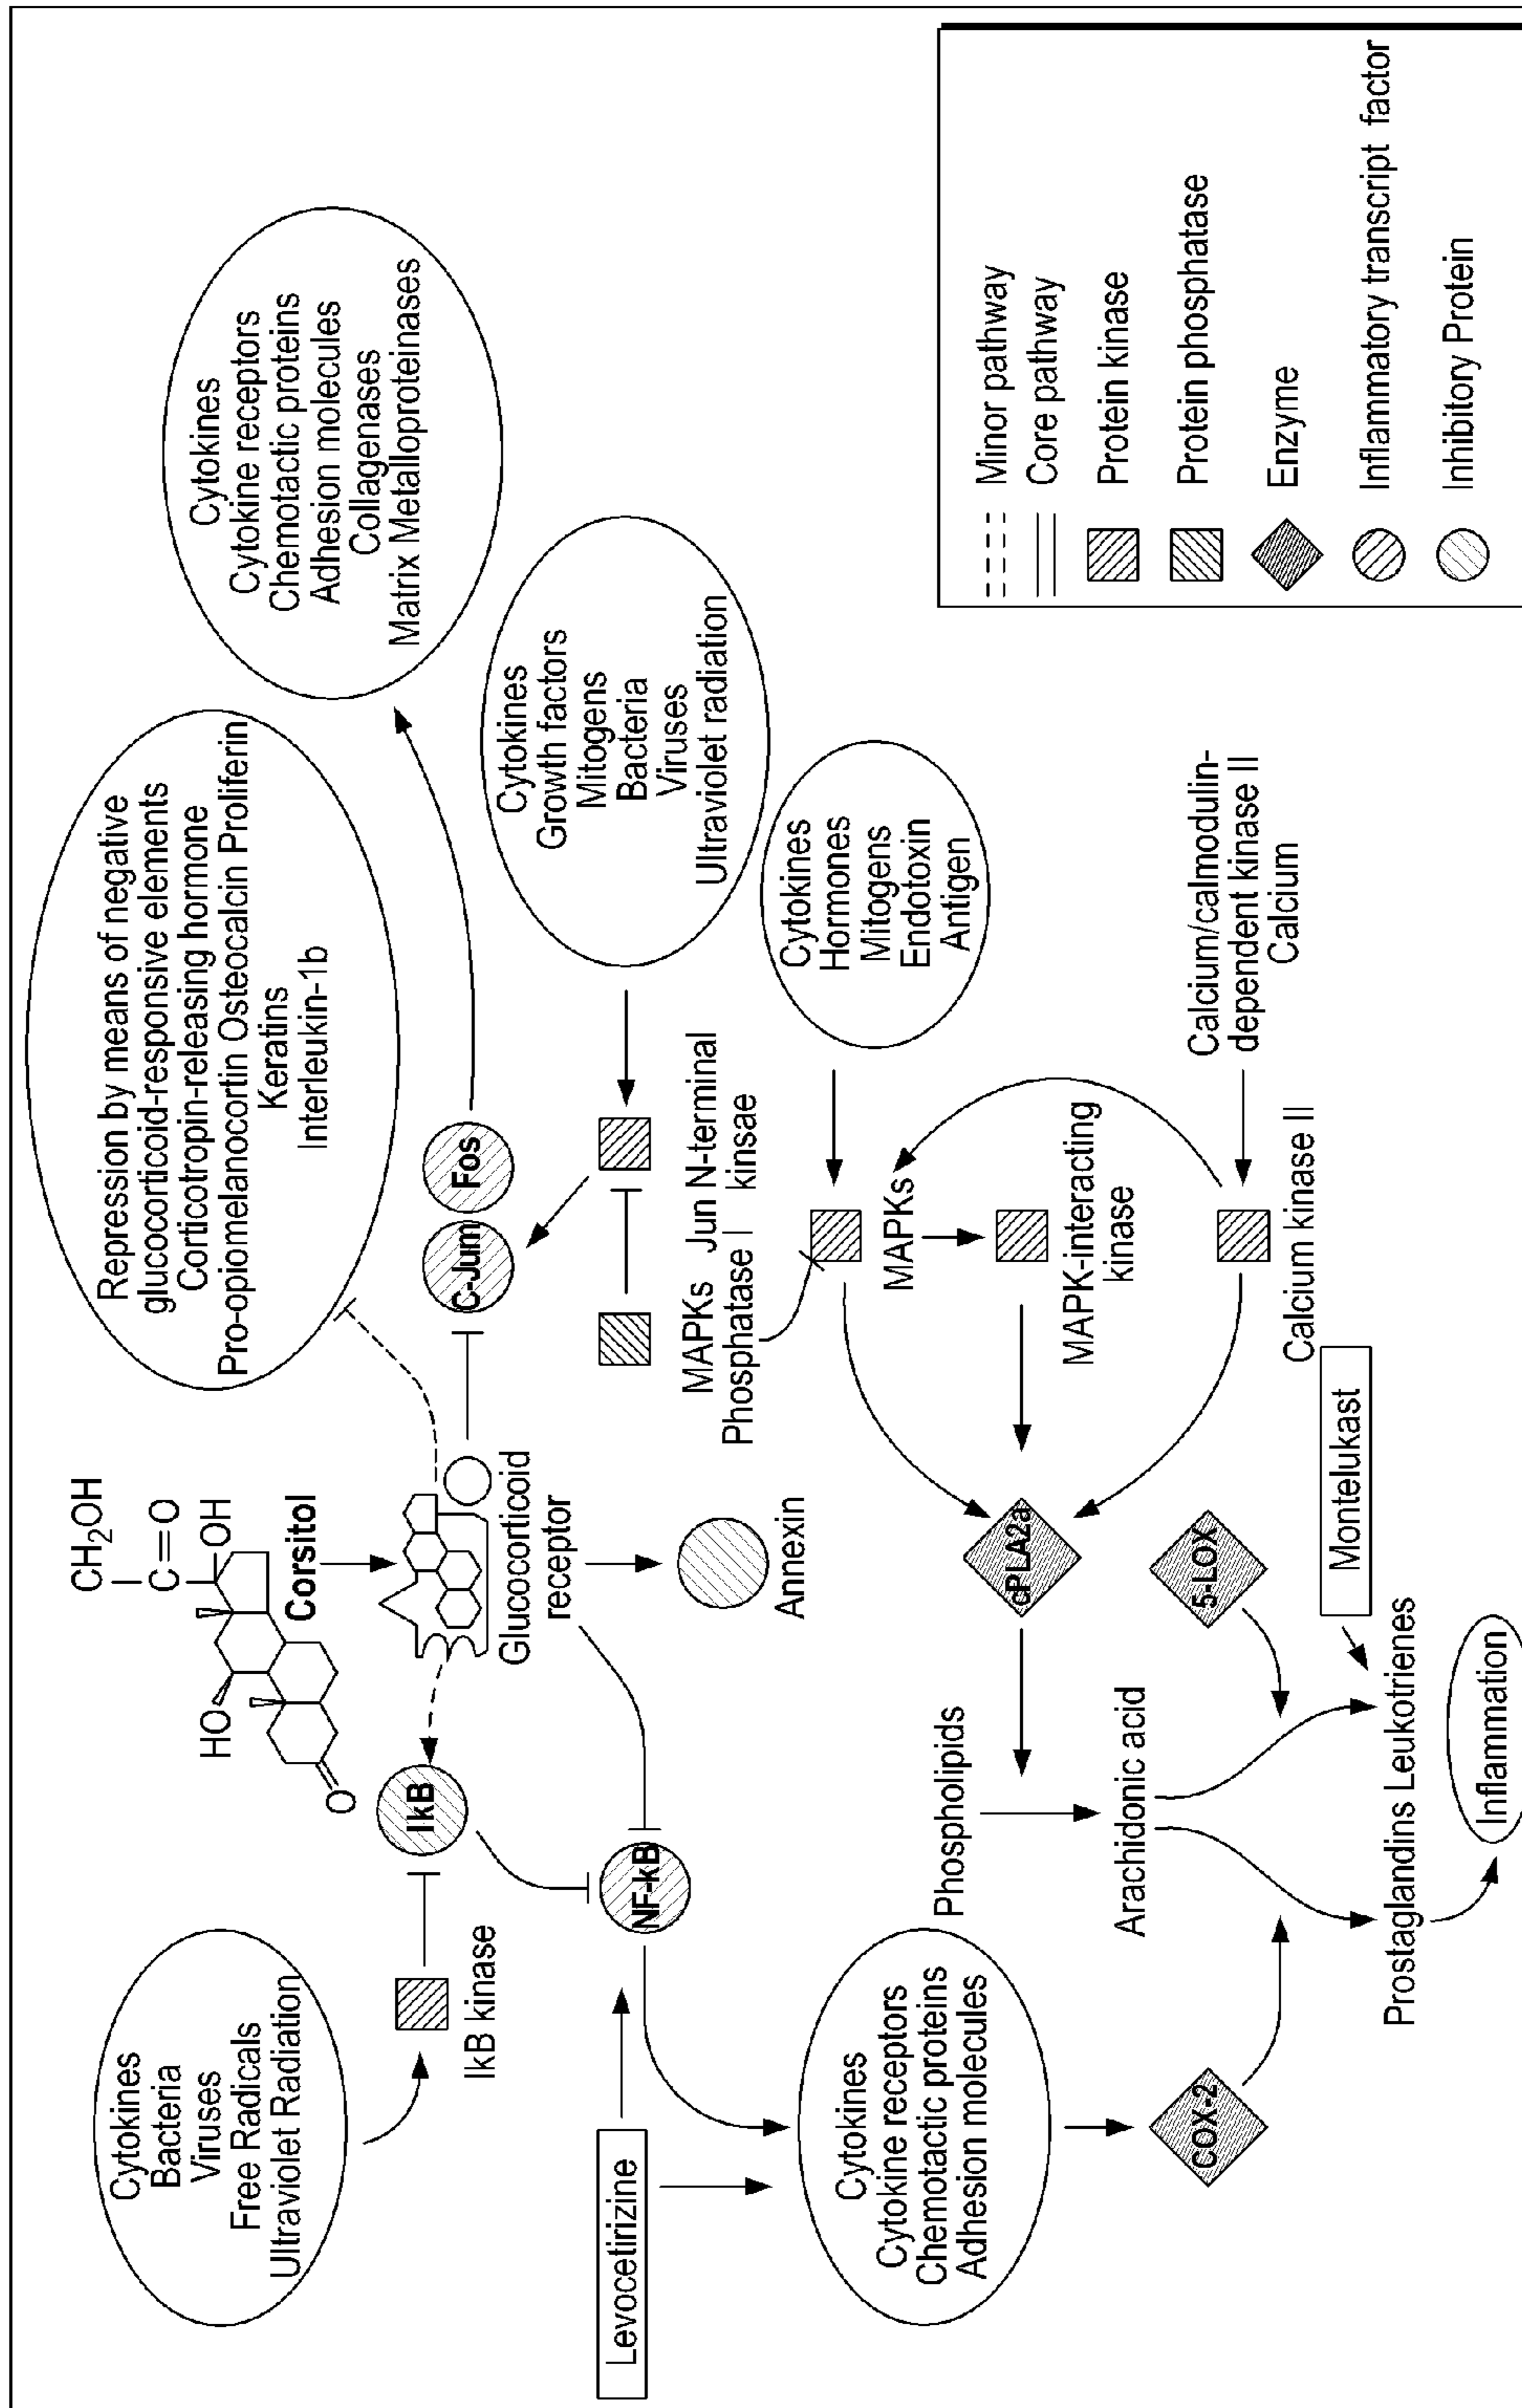 Cytokines
Bacteria
Viruses
Free Radicals
Ultraviolet Radiation
IkB kinase
IkB
HO
O
CH₂OH
C=O
OH
Corsitol
Glucocorticoid
receptor
Annexin
NF-kB
Levocetirizine
Repression by means of negative
glucorticoid-responsive elements
Corticotropin-releasing hormone
Pro-opiomelanocortin Osteocalcin Proliferin
Keratins
Interleukin-1b
C-Jum
Fos
Cytokines
Cytokine receptors
Chemotactic proteins
Adhesion molecules
Collagenases
Matrix Metalloproteinases
Cytokines
Growth factors
Mitogens
Bacteria
Viruses
Ultraviolet radiation
MAPKs Jun N-terminal
Phosphatase I kinsae
Cytokines
Hormones
Mitogens
Endotoxin
Antigen
MAPKs
MAPK-interacting
kinase
Calcium/calmodulin-
dependent kinase II
Calcium
Calcium kinase II
Cytokines
Cytokine receptors
Chemotactic proteins
Adhesion molecules
Phospholipids
cPLA2a
Arachidonic acid
COX-2
5-LOX
Montelukast
Prostaglandins Leukotrienes
Inflammation
Minor pathway
Core pathway
Protein kinase
Protein phosphatase
Enzyme
Inflammatory transcript factor
Inhibitory Protein